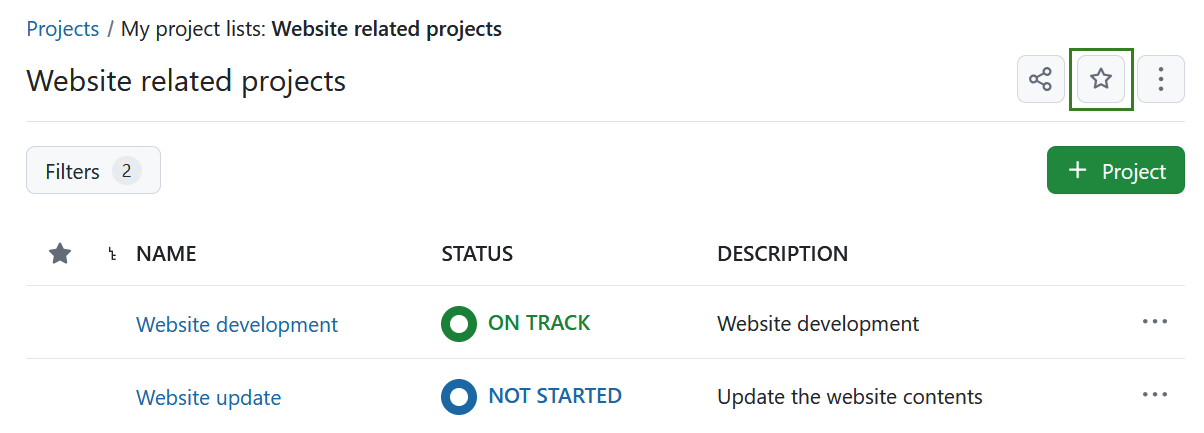 Projects / My project lists: Website related projects
Website related projects
Filters 2
+ Project
NAME STATUS DESCRIPTION
Website development ON TRACK Website development
Website update NOT STARTED Update the website contents